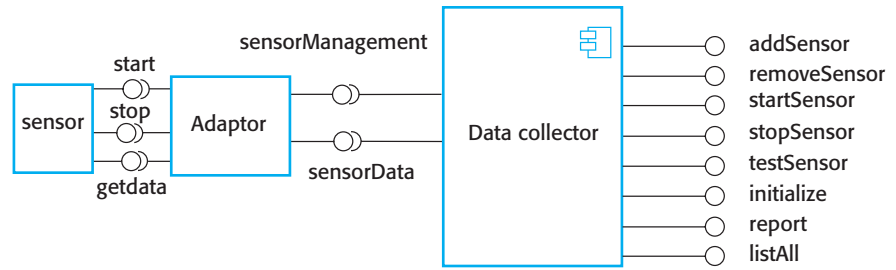 sensorManagement
start
stop
getdata
sensor
Adaptor
sensorData
Data collector
addSensor
removeSensor
startSensor
stopSensor
testSensor
initialize
report
listAll